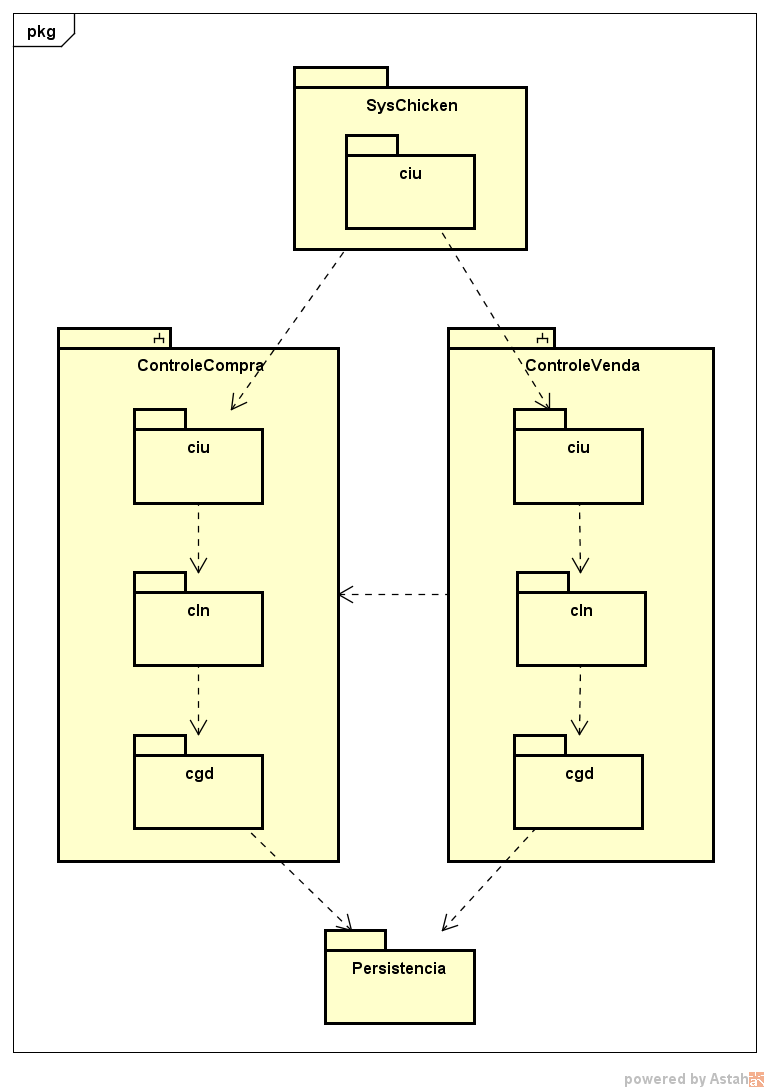 pkg
SysChicken
ciu
ControleCompra
ControleVenda
ciu
ciu
cln
cln
cgd
cgd
Persistencia
powered by Astah